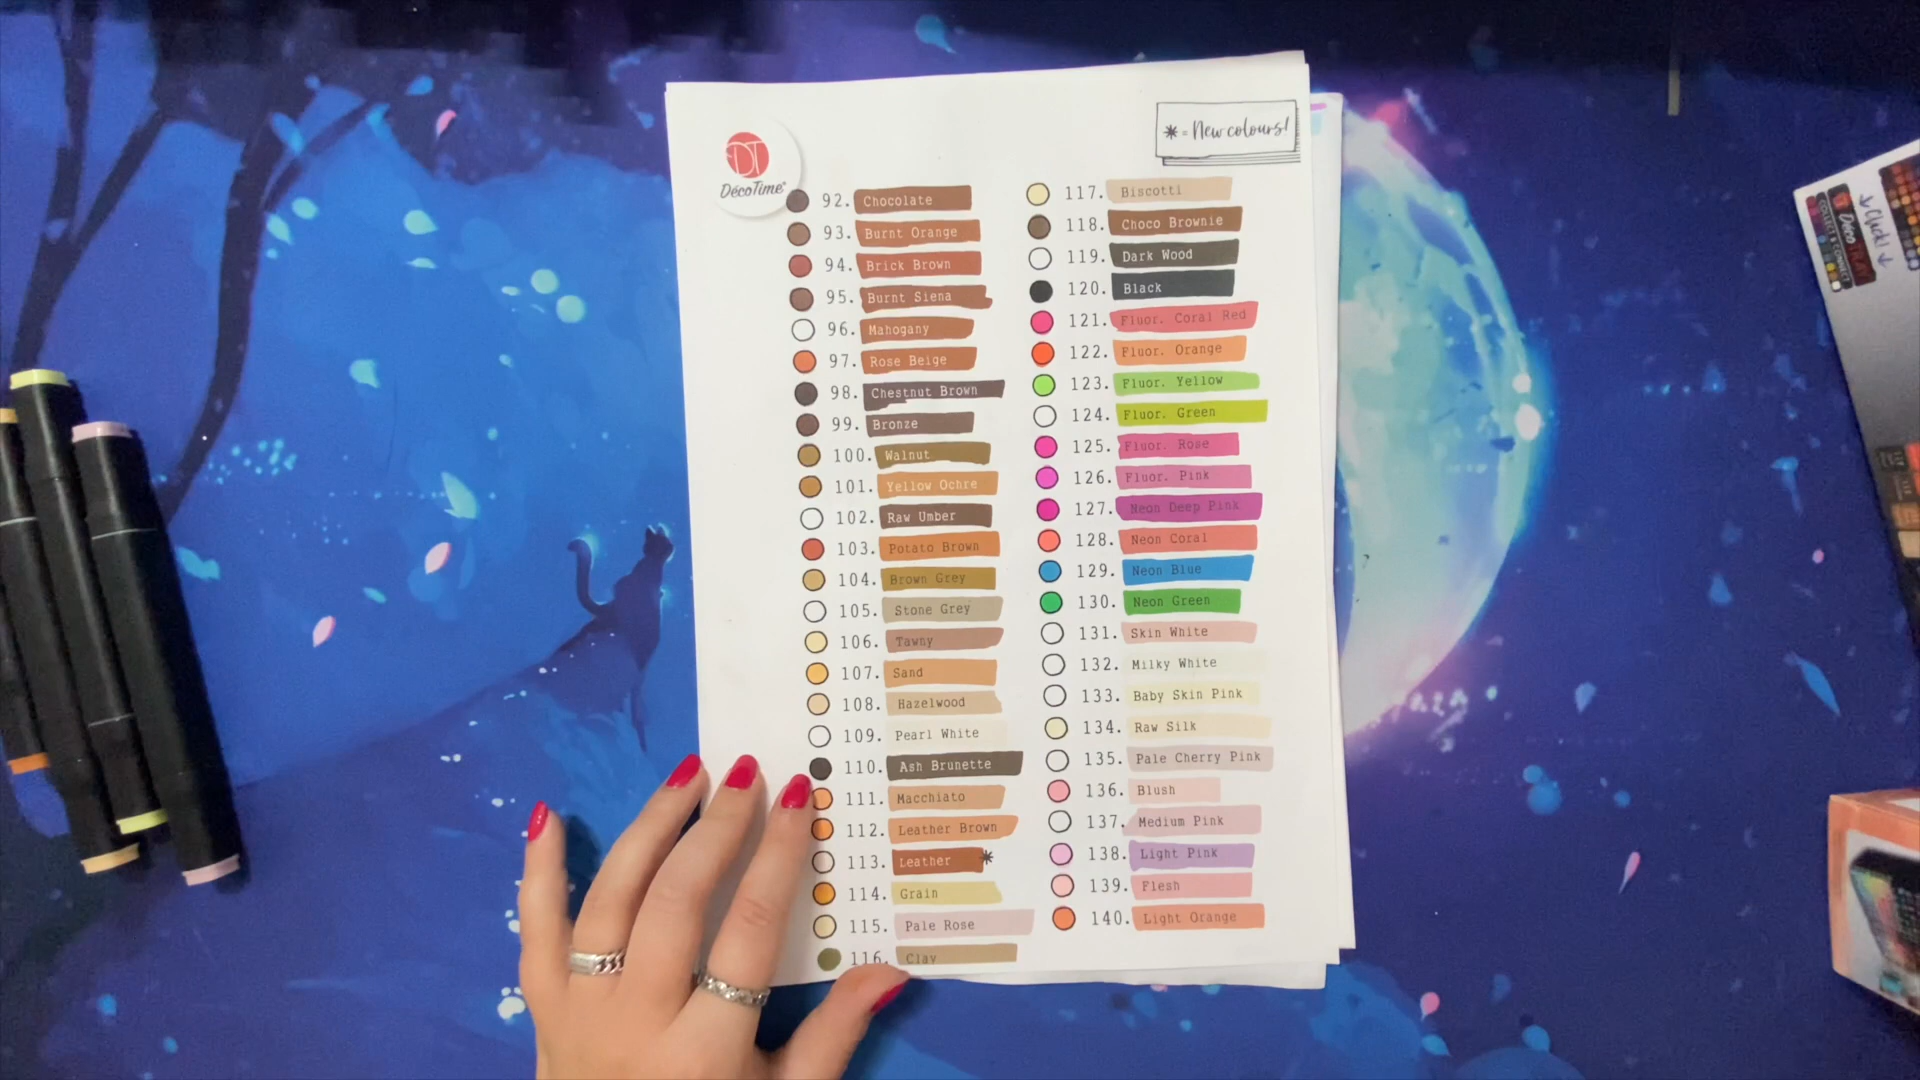 DT
DécoTime
* = New colours!
92. Chocolate
93. Burnt Orange
94. Brick Brown
95. Burnt Siena
96. Mahogany
97. Rose Beige
98. Chestnut Brown
99. Bronze
100. Walnut
101. Yellow Ochre
102. Raw Umber
103. Potato Brown
104. Brown Grey
105. Stone Grey
106. Tawny
107. Sand
108. Hazelwood
109. Pearl White
110. Ash Brunette
111. Macchiato
112. Leather Brown
113. Leather *
114. Grain
115. Pale Rose
116. Clay
117. Biscotti
118. Choco Brownie
119. Dark Wood
120. Black
121. Fluor. Coral Red
122. Fluor. Orange
123. Fluor. Yellow
124. Fluor. Green
125. Fluor. Rose
126. Fluor. Pink
127. Neon Deep Pink
128. Neon Coral
129. Neon Blue
130. Neon Green
131. Skin White
132. Milky White
133. Baby Skin Pink
134. Raw Silk
135. Pale Cherry Pink
136. Blush
137. Medium Pink
138. Light Pink
139. Flesh
140. Light Orange
Click!
Déco
COLLECT & CONNECT